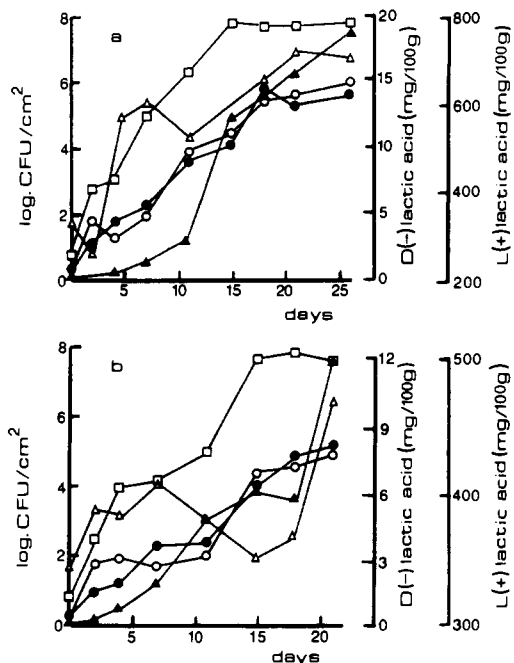 a
8
6
4
2
0
log. CFU/cm²
5 10 15 20 25
days
20
15
10
5
0
D(-) lactic acid (mg/100g)
800
600
400
200
L(+) lactic acid (mg/100g)
b
8
6
4
2
0
log. CFU/cm²
0 5 10 15 20
days
12
9
6
3
0
D(-) lactic acid (mg/100g)
500
400
300
L(+) lactic acid (mg/100g)